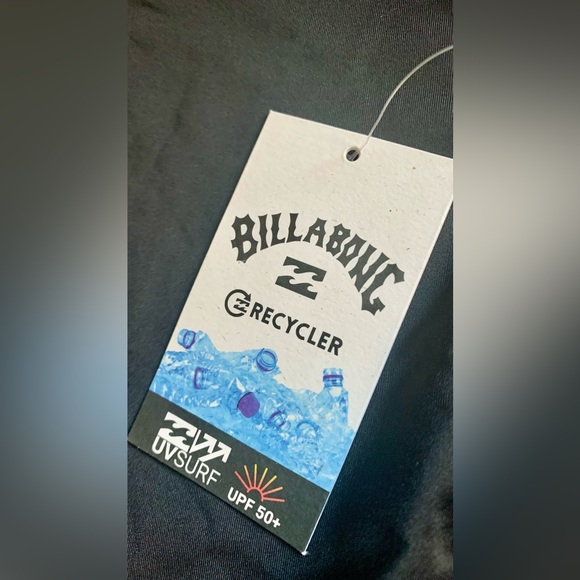 BILLABONG
RECYCLER
UVSURF
UPF 50+